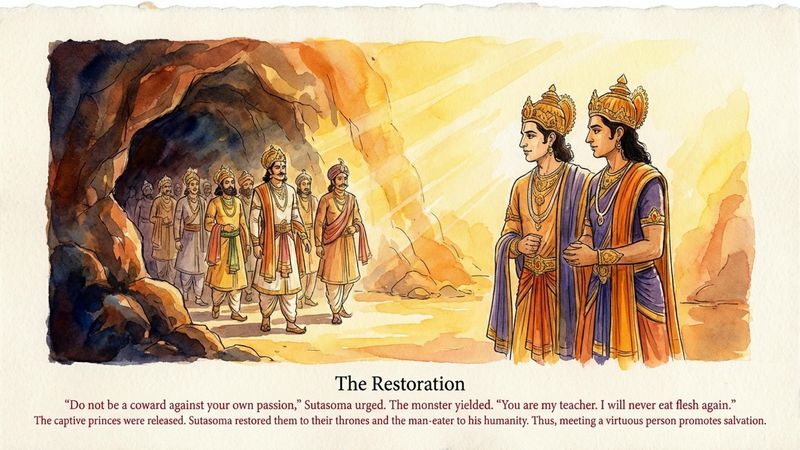 The Restoration
“Do not be a coward against your own passion,” Sutasoma urged. The monster yielded. “You are my teacher. I will never eat flesh again.”
The captive princes were released. Sutasoma restored them to their thrones and the man-eater to his humanity. Thus, meeting a virtuous person promotes salvation.